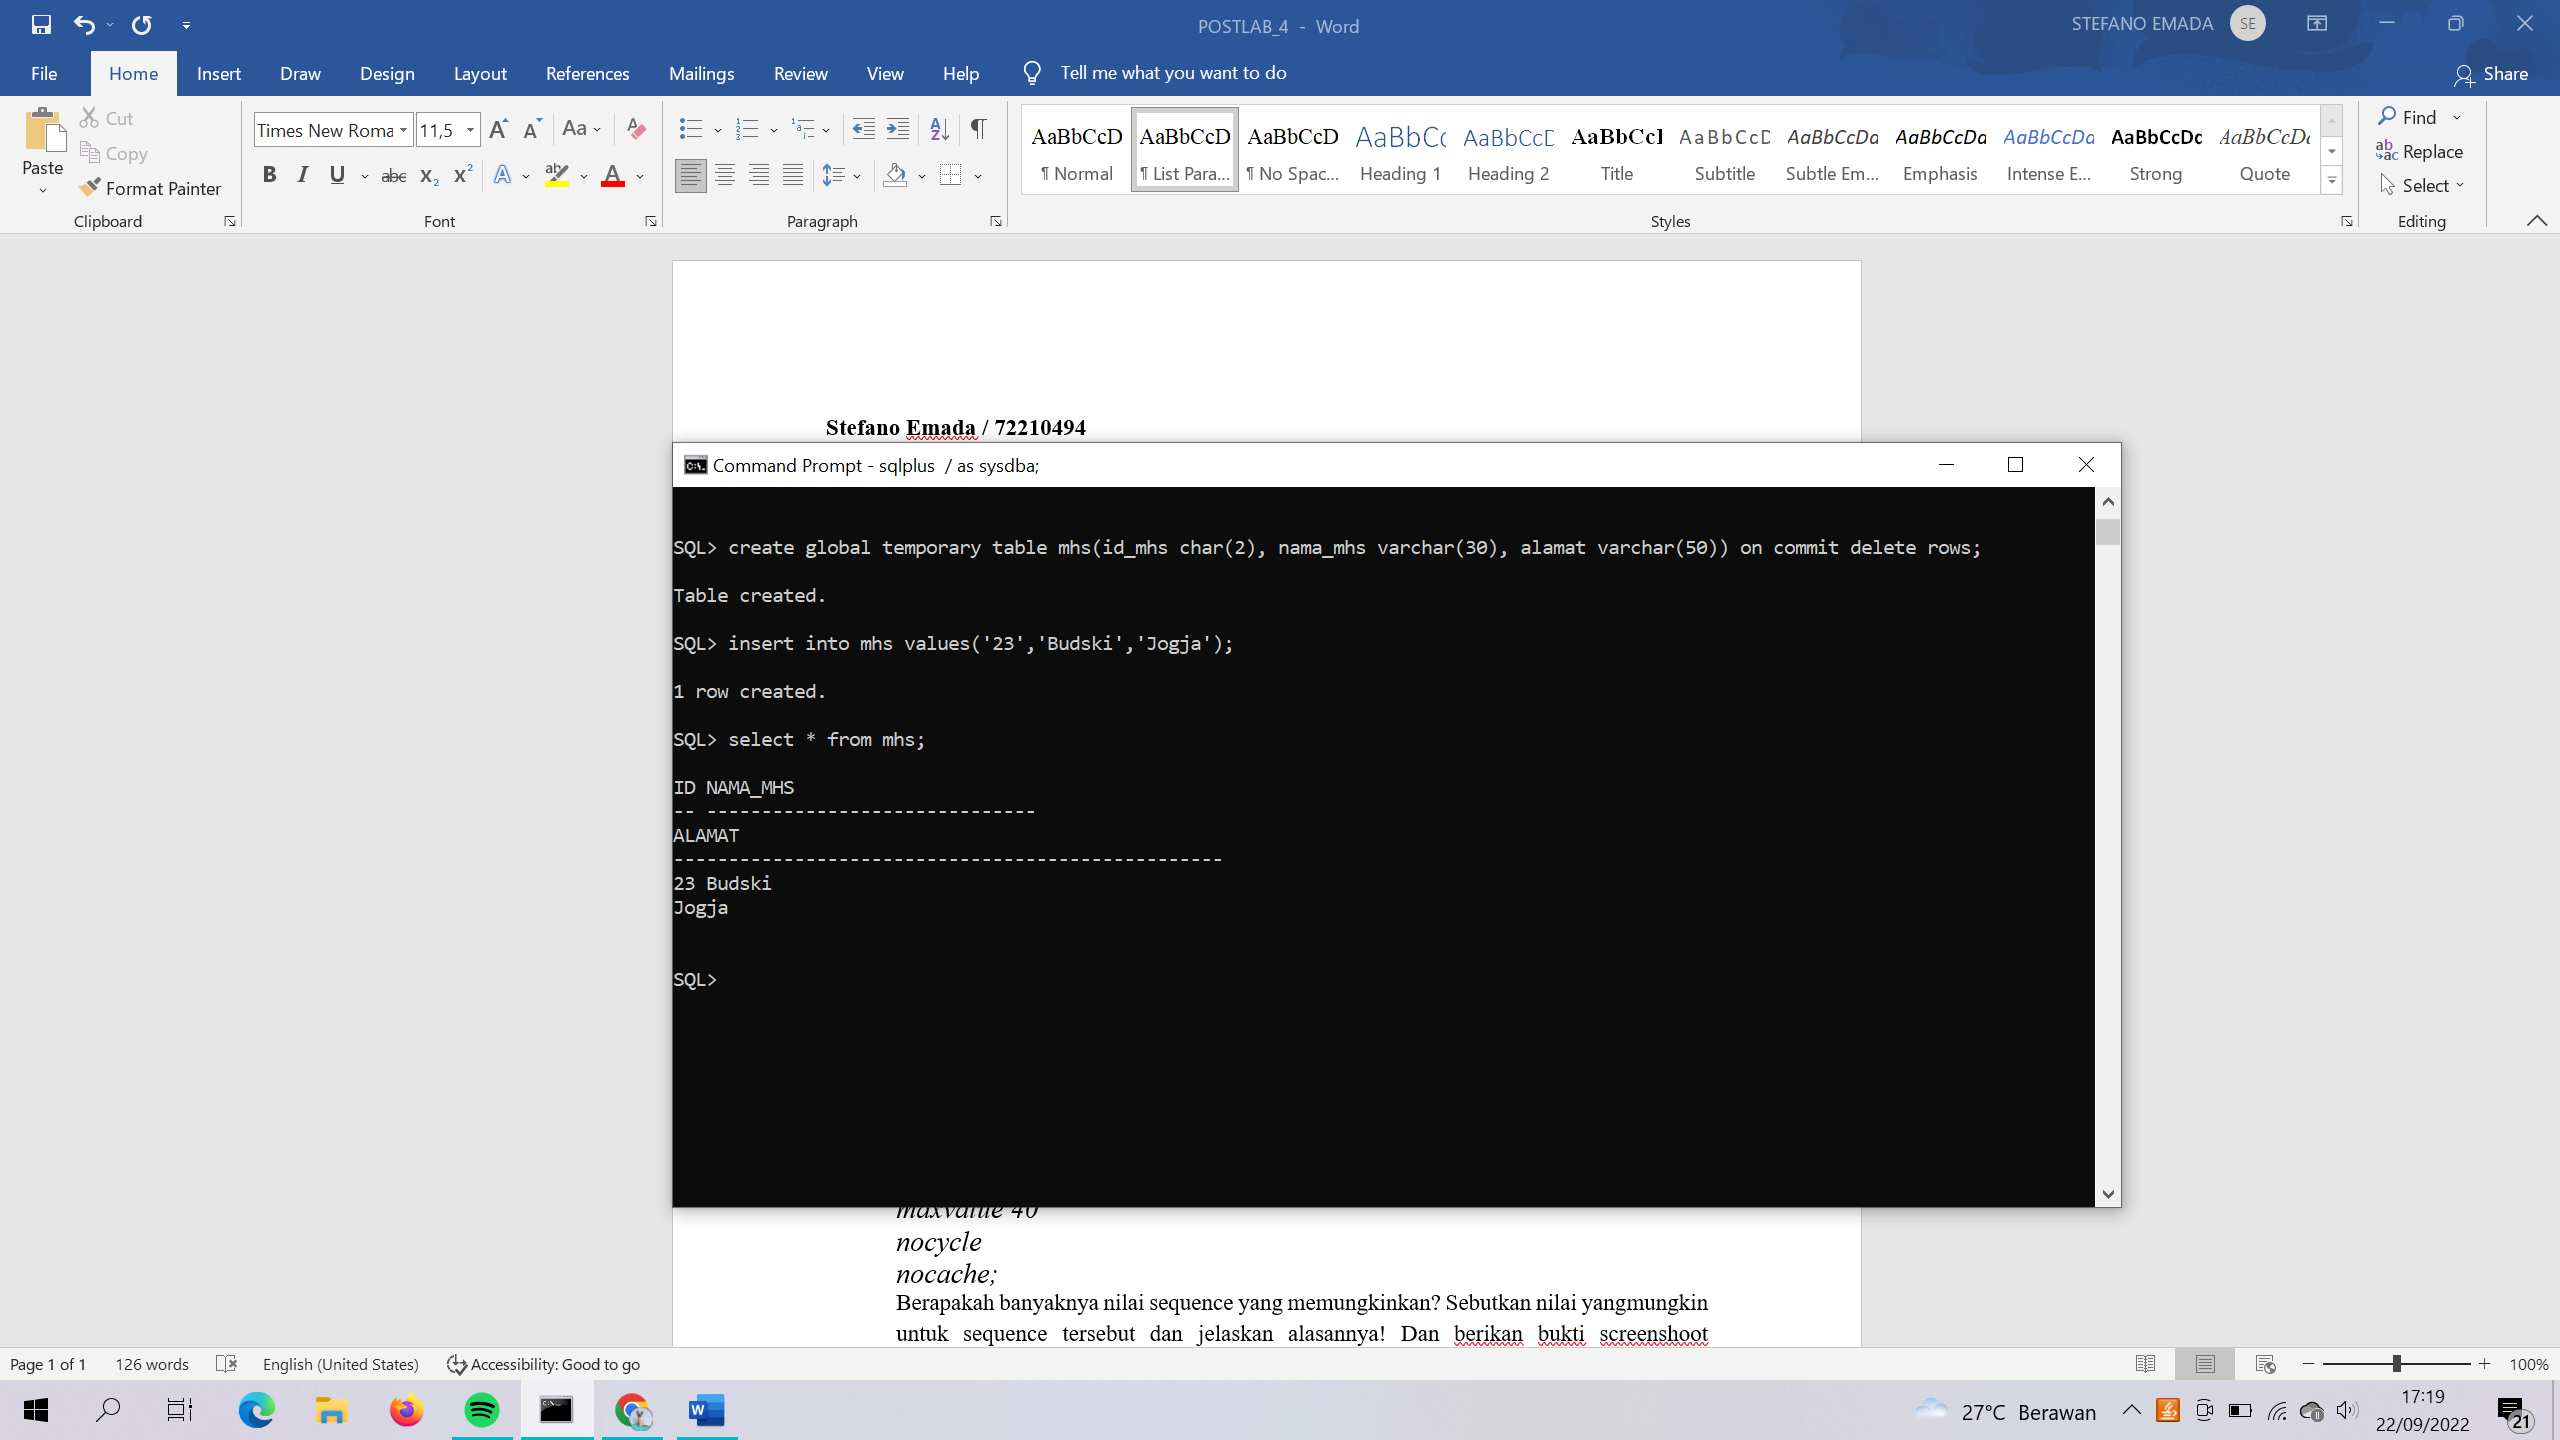 POSTLAB_4 - Word
STEFANO EMADA SE
File Home Insert Draw Design Layout References Mailings Review View Help Tell me what you want to do Share
Paste
Cut
Copy
Format Painter
Clipboard
Times New Roma 11,5
Aa
B I U abc X₂ X² A ab A
Font
Paragraph
AaBbCcD AaBbCcD AaBbCcD AaBbCc AaBbCcD AaBbCcI AaBbCcD AaBbCcDa AaBbCcDa AaBbCcDa AaBbCcDc AaBbCcDc
¶ Normal ¶ List Para... ¶ No Spac... Heading 1 Heading 2 Title Subtitle Subtle Em... Emphasis Intense E... Strong Quote
Styles
Find
Replace
Select
Editing
Stefano Emada / 72210494
Command Prompt - sqlplus  / as sysdba;
SQL> create global temporary table mhs(id_mhs char(2), nama_mhs varchar(30), alamat varchar(50)) on commit delete rows;
Table created.
SQL> insert into mhs values('23','Budski','Jogja');
1 row created.
SQL> select * from mhs;
ID NAMA_MHS
-- ------------------------------
ALAMAT
--------------------------------------------------
23 Budski
Jogja
SQL>
maxvalue 40
nocycle
nocache;
Berapakah banyaknya nilai sequence yang memungkinkan? Sebutkan nilai yangmungkin
untuk sequence tersebut dan jelaskan alasannya! Dan berikan bukti screenshoot
Page 1 of 1 126 words English (United States) Accessibility: Good to go 100%
27°C Berawan
17:19
22/09/2022
21